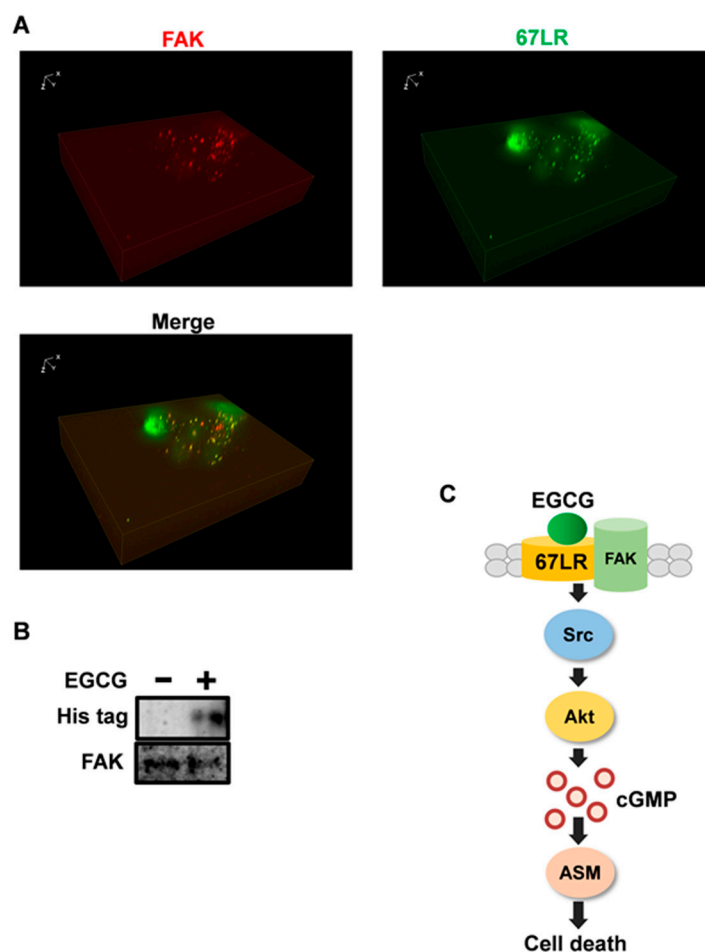 A
FAK
67LR
X
Y
Z
X
Y
Z
Merge
X
Y
Z
B
EGCG - +
His tag
FAK
C
EGCG
67LR
FAK
Src
Akt
cGMP
ASM
Cell death